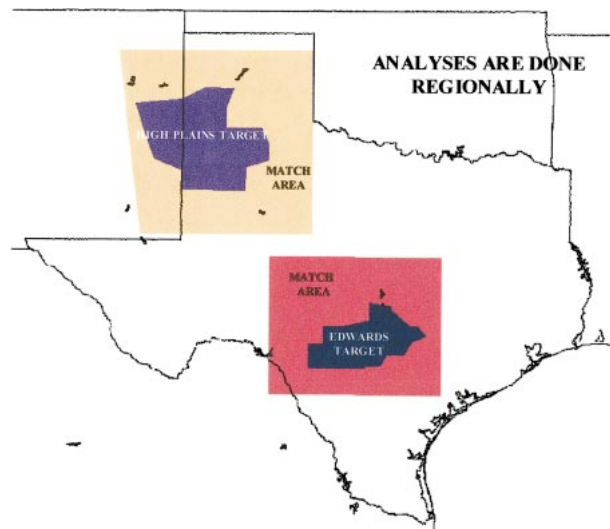 ANALYSES ARE DONE
REGIONALLY
HIGH PLAINS TARGET
MATCH
AREA
MATCH
AREA
EDWARDS
TARGET